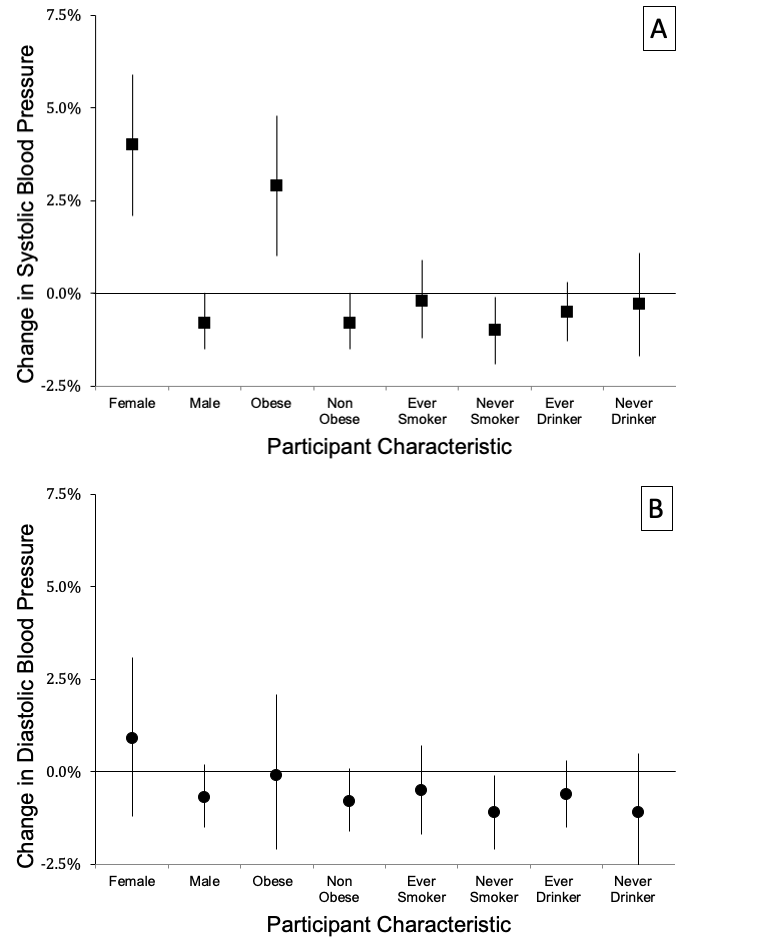 A
Change in Systolic Blood Pressure
7.5%
5.0%
2.5%
0.0%
-2.5%
Female Male Obese Non Obese Ever Smoker Never Smoker Ever Drinker Never Drinker
Participant Characteristic
B
Change in Diastolic Blood Pressure
7.5%
5.0%
2.5%
0.0%
-2.5%
Female Male Obese Non Obese Ever Smoker Never Smoker Ever Drinker Never Drinker
Participant Characteristic